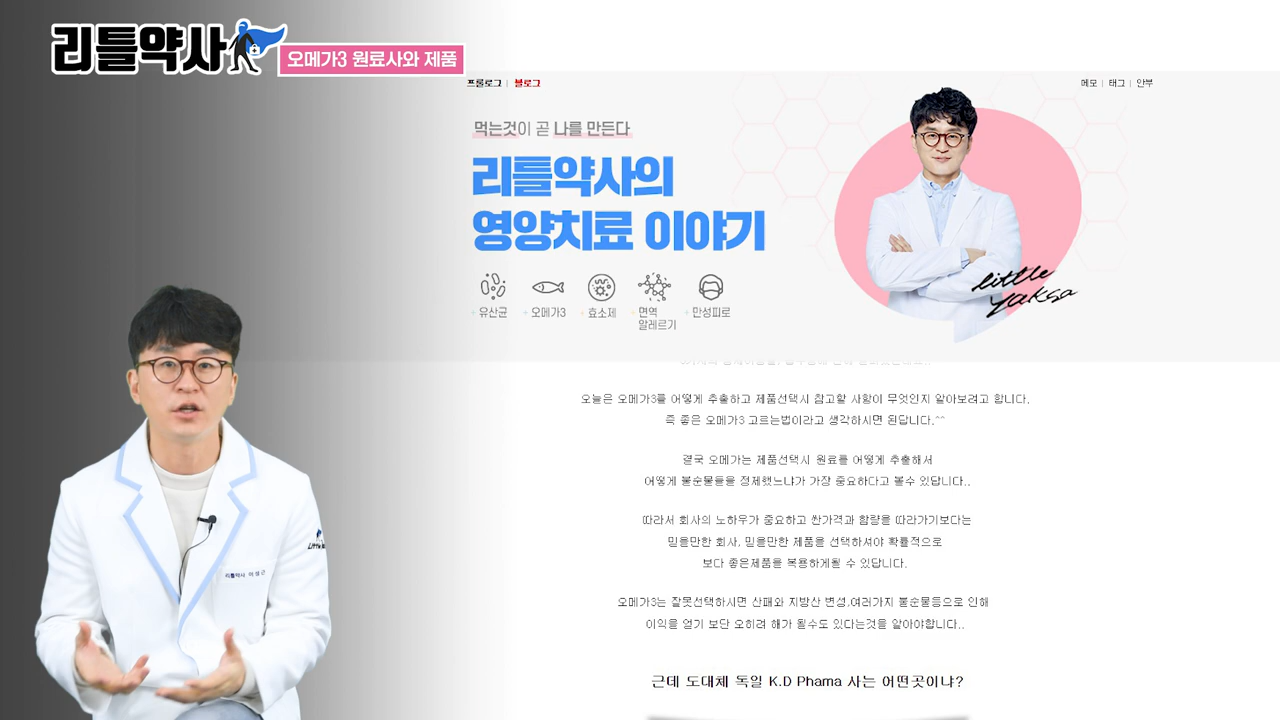 리틀약사
오메가3 원료사와 제품
프롤로그 | 블로그
메모 | 태그 | 안부
먹는것이 곧 나를 만든다
리틀약사의
영양치료 이야기
+ 유산균 + 오메가3 + 효소제 + 면역 알레르기 + 만성피로
little yaksa
오늘은 오메가3를 어떻게 추출하고 제품선택시 참고할 사항이 무엇인지 알아보려고 합니다.
즉 좋은 오메가3 고르는법이라고 생각하시면 된답니다.^^
결국 오메가는 제품선택시 원료를 어떻게 추출해서
어떻게 불순물들을 정제했느냐가 가장 중요하다고 볼수 있답니다..
따라서 회사의 노하우가 중요하고 싼가격과 함량을 따라가기보다는
믿을만한 회사, 믿을만한 제품을 선택하셔야 확률적으로
보다 좋은제품을 복용하게될 수 있답니다.
오메가3는 잘못선택하시면 산패와 지방산 변성,여러가지 불순물등으로 인해
이익을 얻기 보단 오히려 해가 될수도 있다는것을 알아야합니다..
근데 도대체 독일 K.D Pharna 사는 어떤곳이냐?
리틀약사